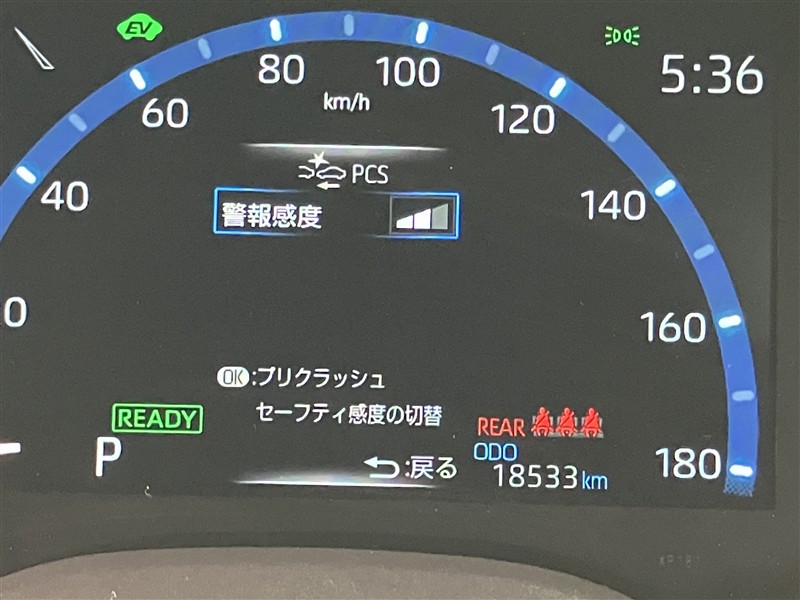 EV
5:36
80
100
km/h
60
120
PCS
40
140
警報感度
0
160
OK:プリクラッシュ
セーフティ感度の切替
READY
REAR
P
ODO
180
:戻る
18533km